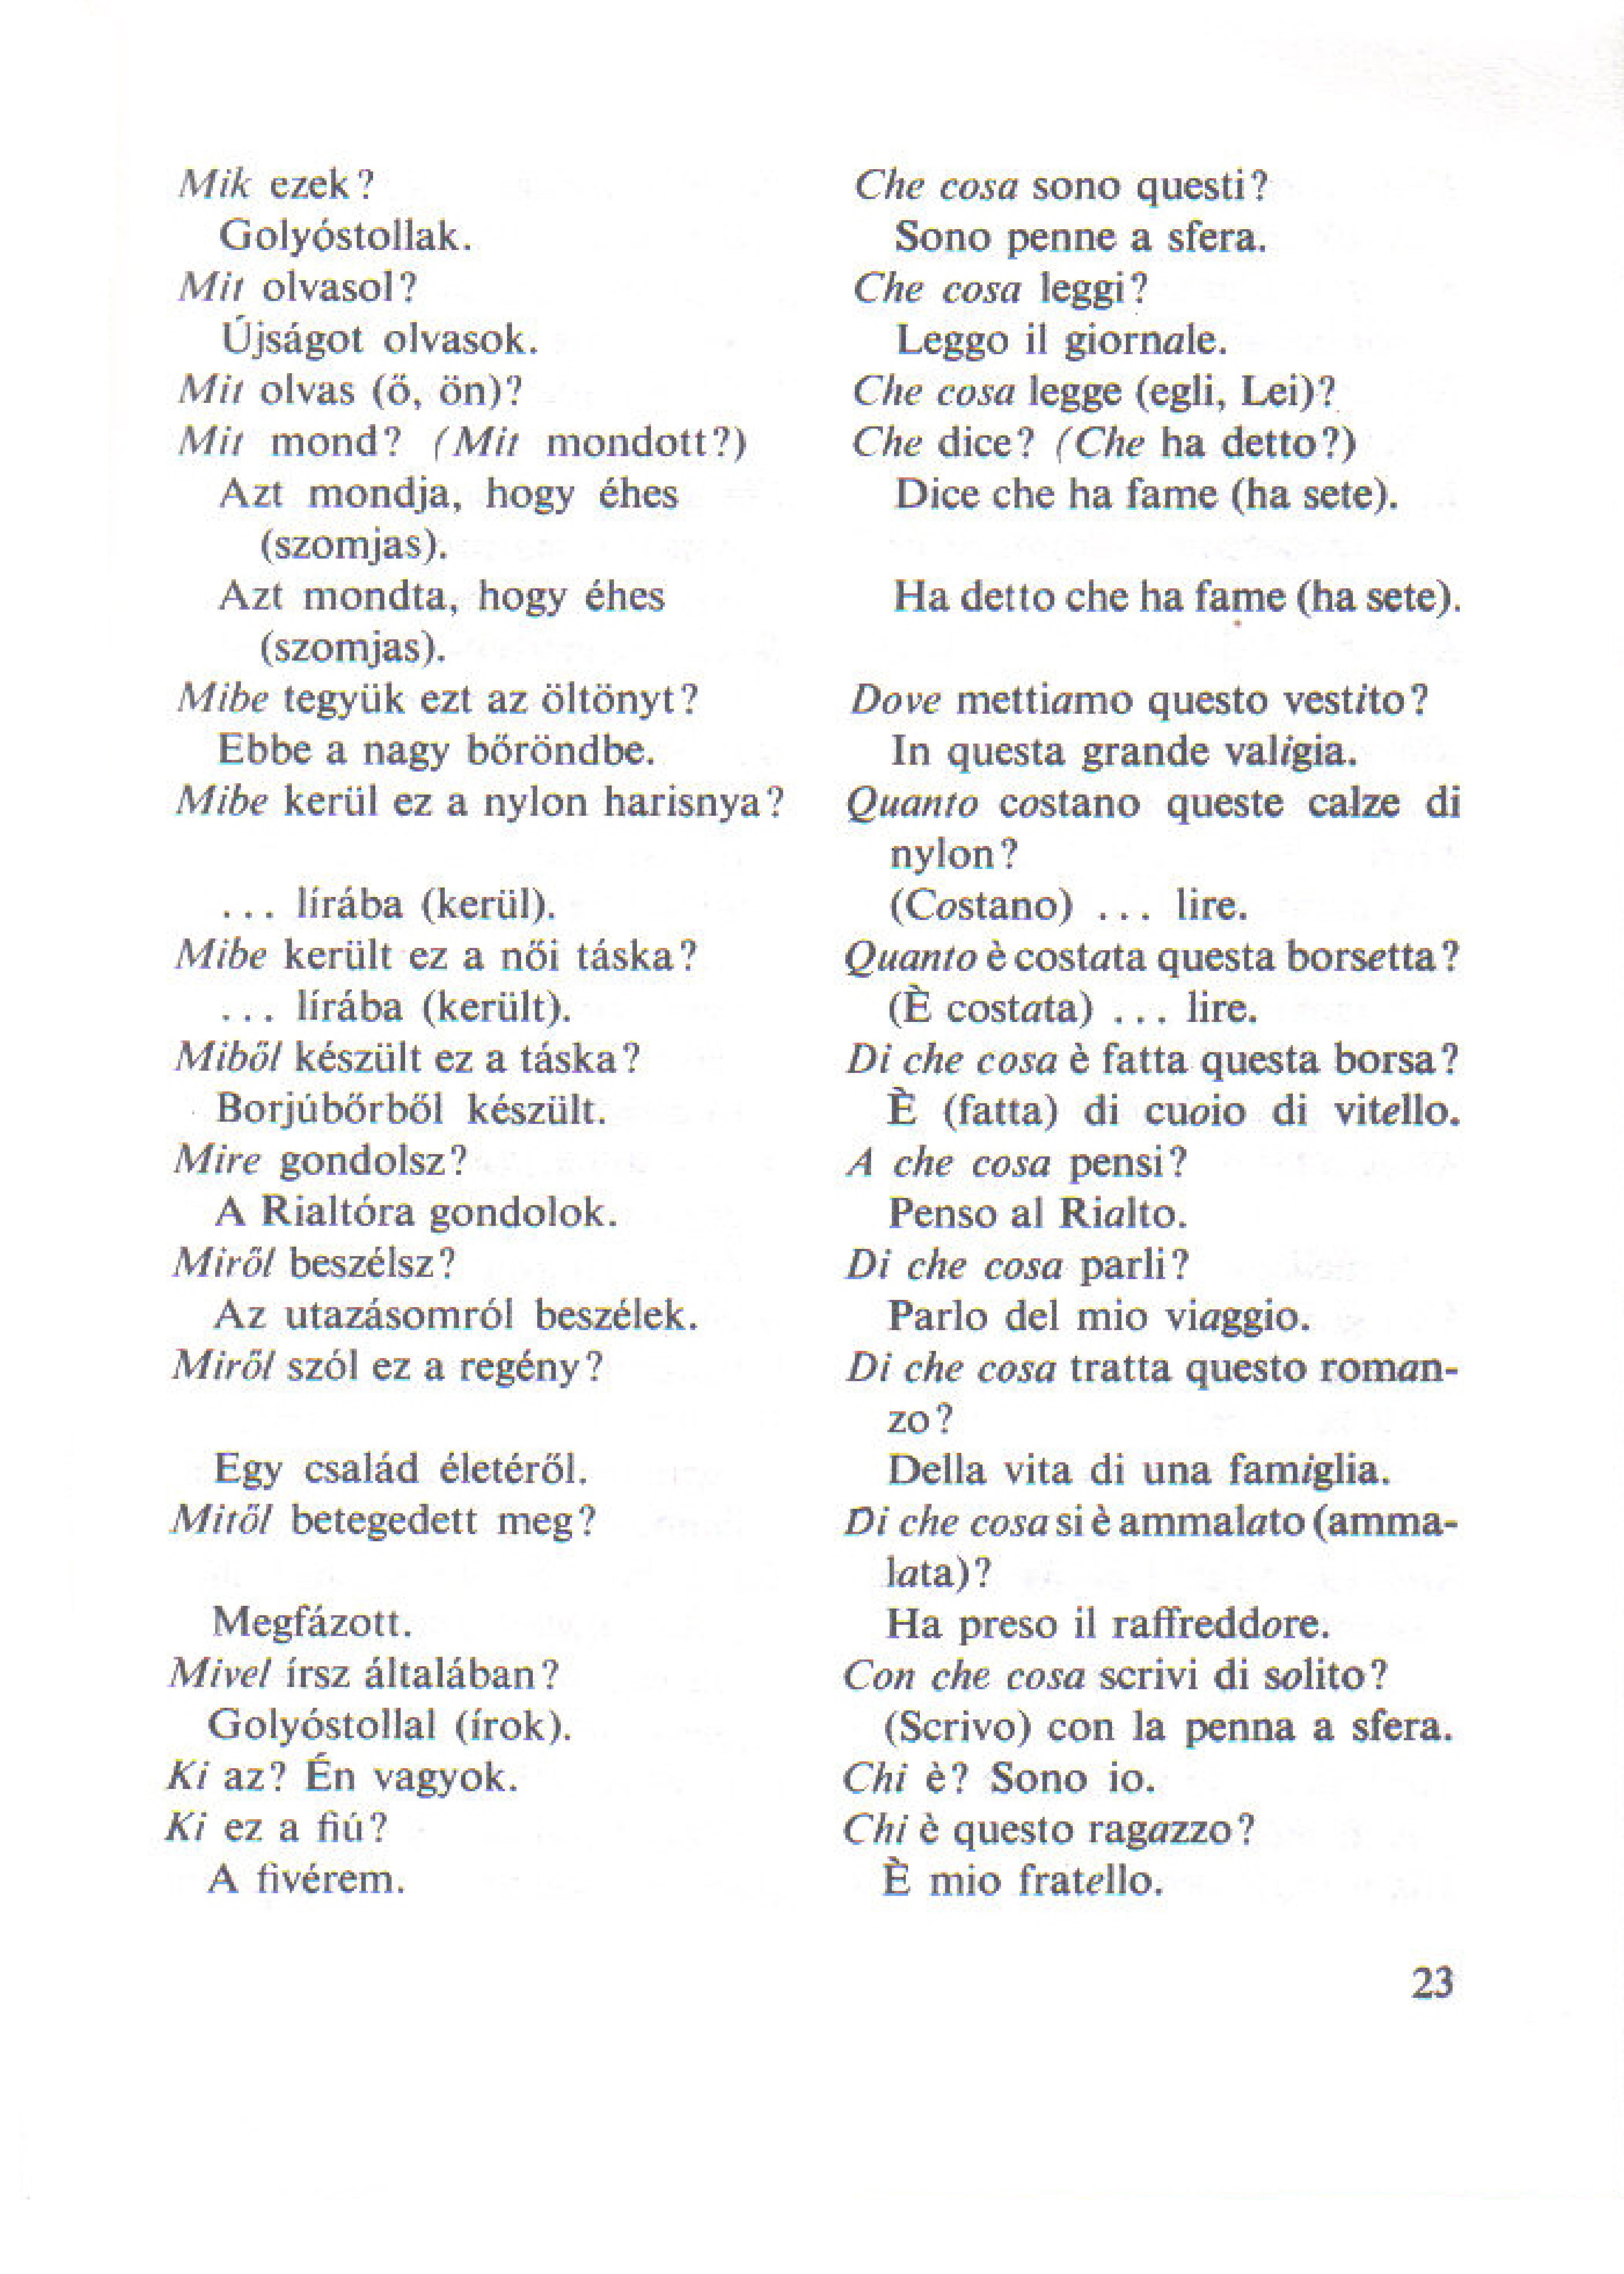 Mik ezek?
Golyóstollak.
Mit olvasol?
Újságot olvasok.
Mit olvas (ő, ön)?
Mit mond? (Mit mondott?)
Azt mondja, hogy éhes
(szomjas).
Azt mondta, hogy éhes
(szomjas).
Mibe tegyük ezt az öltönyt?
Ebbe a nagy bőröndbe.
Mibe kerül ez a nylon harisnya?
... lírába (kerül).
Mibe került ez a női táska?
... lírába (került).
Miből készült ez a táska?
Borjúbőrből készült.
Mire gondolsz?
A Rialtóra gondolok.
Miről beszélsz?
Az utazásomról beszélek.
Miről szól ez a regény?
Egy család életéről.
Mitől betegedett meg?
Megfázott.
Mivel írsz általában?
Golyóstollal (írok).
Ki az? Én vagyok.
Ki ez a fiú?
A fivérem.
Che cosa sono questi?
Sono penne a sfera.
Che cosa leggi?
Leggo il giornale.
Che cosa legge (egli, Lei)?
Che dice? (Che ha detto?)
Dice che ha fame (ha sete).
Ha detto che ha fame (ha sete).
Dove mettiamo questo vestito?
In questa grande valigia.
Quanto costano queste calze di
nylon?
(Costano) ... lire.
Quanto è costata questa borsetta?
(È costata) ... lire.
Di che cosa è fatta questa borsa?
È (fatta) di cuoio di vitello.
A che cosa pensi?
Penso al Rialto.
Di che cosa parli?
Parlo del mio viaggio.
Di che cosa tratta questo roman-
zo?
Della vita di una famiglia.
Di che cosa si è ammalato (amma-
lata)?
Ha preso il raffreddore.
Con che cosa scrivi di solito?
(Scrivo) con la penna a sfera.
Chi è? Sono io.
Chi è questo ragazzo?
È mio fratello.
23